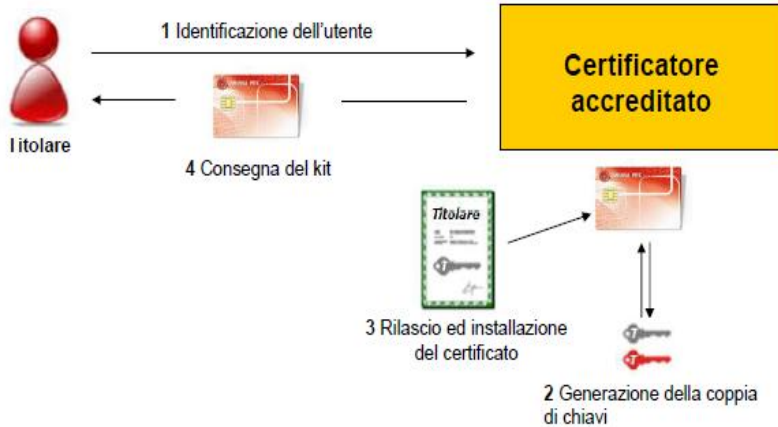 1 Identificazione dell'utente
Certificatore
accreditato
Titolare
4 Consegna del kit
Titolare
3 Rilascio ed installazione
del certificato
T
T
2 Generazione della coppia
di chiavi